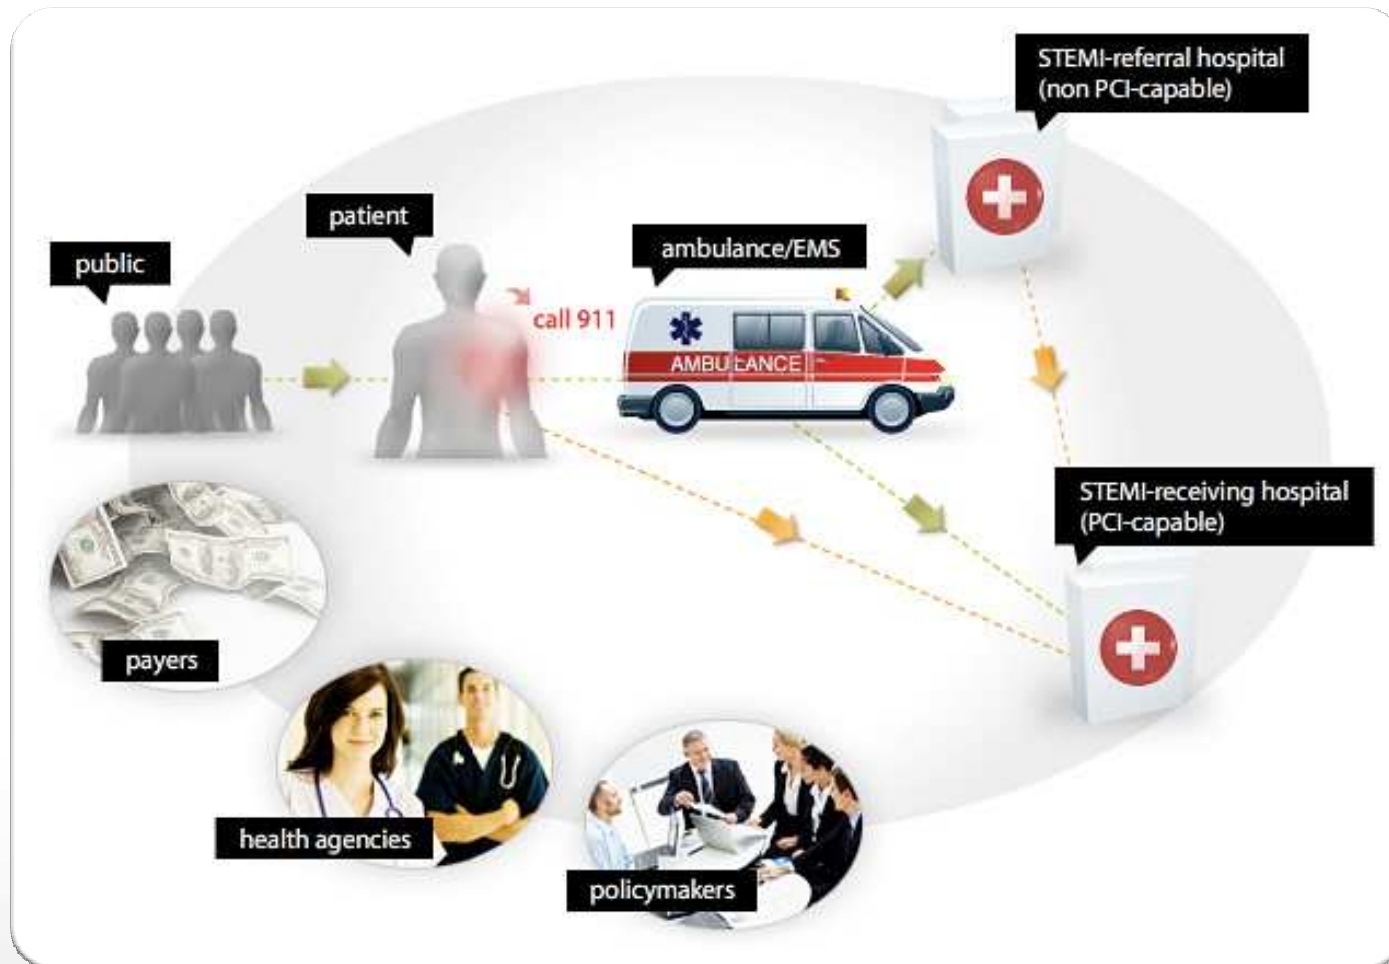 STEMI-referral hospital
(non PCI-capable)
patient
public
ambulance/EMS
call 911
AMBULANCE
STEMI-receiving hospital
(PCI-capable)
payers
health agencies
policymakers